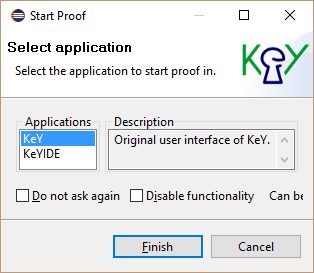 Start Proof
Select application
Select the application to start proof in.
KeY
Applications
KeY
KeYIDE
Description
Original user interface of KeY.
Do not ask again
Disable functionality
Can be
Finish
Cancel